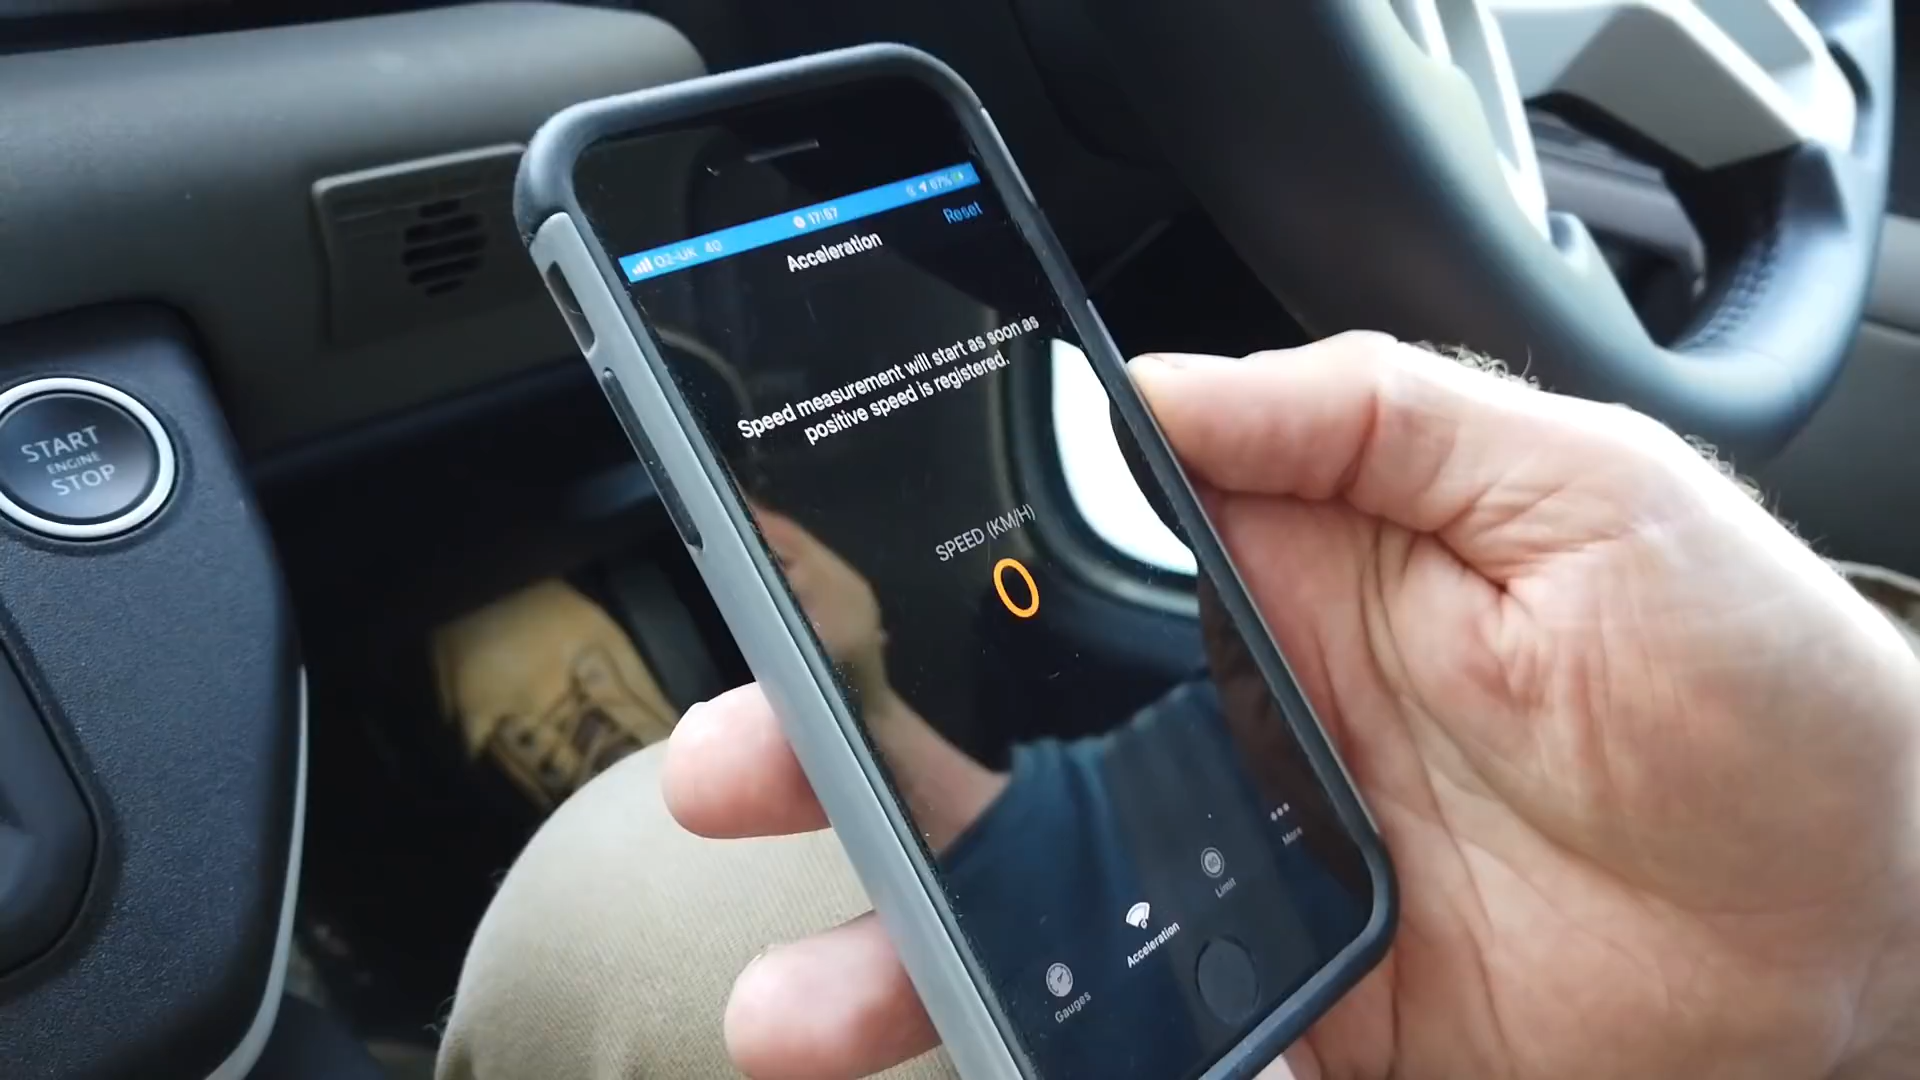 START
ENGINE
STOP
O2-UK 4G
17:57
67%
Acceleration
Reset
Speed measurement will start as soon as
positive speed is registered.
SPEED (KM/H)
0
Gauges
Acceleration
Limit
More